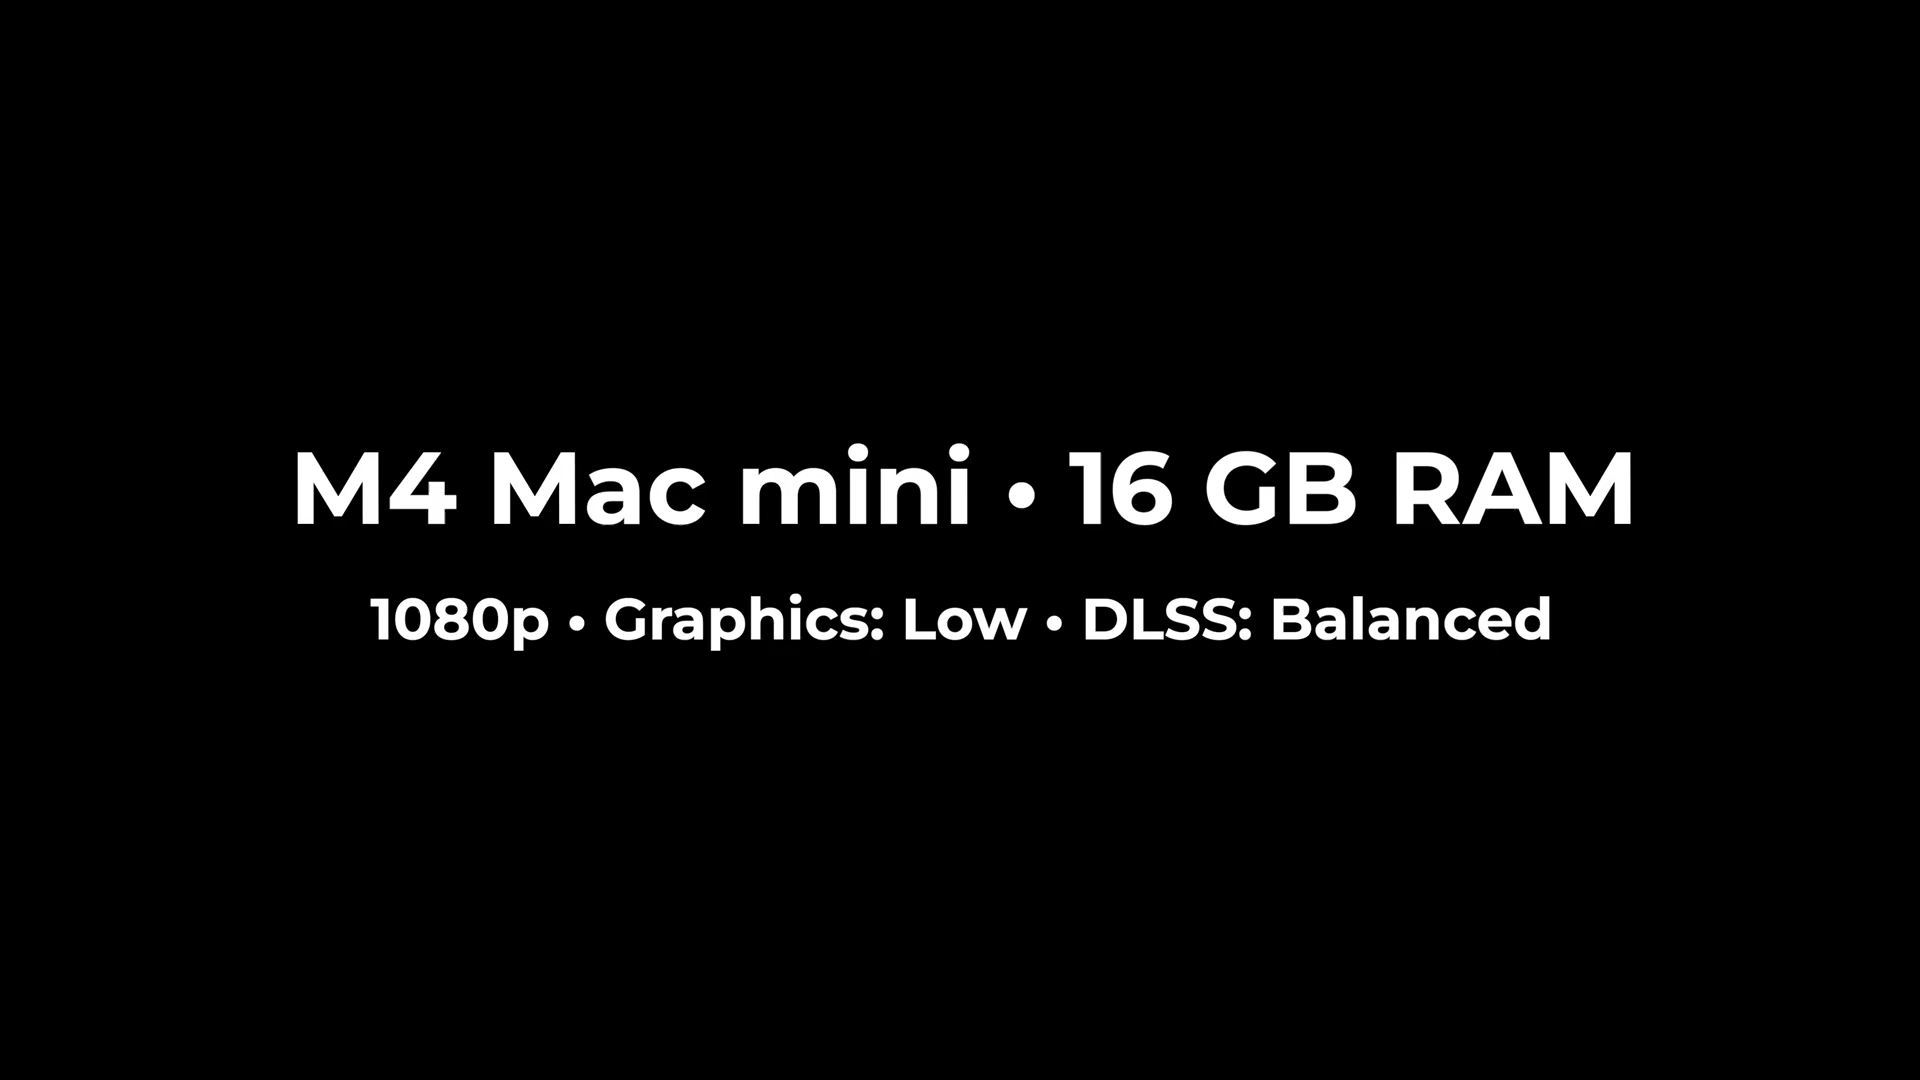 M4 Mac mini • 16 GB RAM
1080p • Graphics: Low • DLSS: Balanced